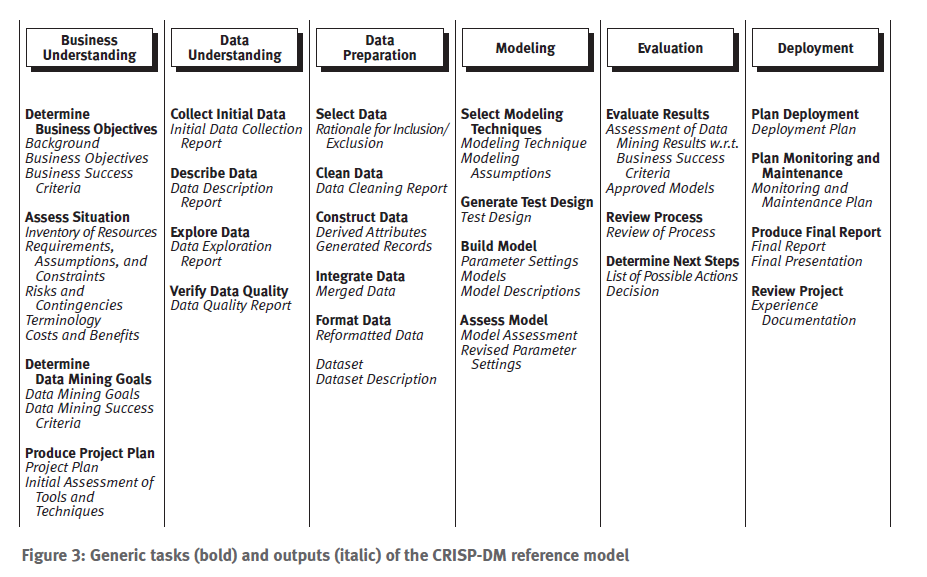 Business
Understanding
Data
Understanding
Data
Preparation
Modeling
Evaluation
Deployment
Determine
Business Objectives
Background
Business Objectives
Business Success
Criteria
Assess Situation
Inventory of Resources
Requirements,
Assumptions, and
Constraints
Risks and
Contingencies
Terminology
Costs and Benefits
Determine
Data Mining Goals
Data Mining Goals
Data Mining Success
Criteria
Produce Project Plan
Project Plan
Initial Assessment of
Tools and
Techniques
Collect Initial Data
Initial Data Collection
Report
Describe Data
Data Description
Report
Explore Data
Data Exploration
Report
Verify Data Quality
Data Quality Report
Select Data
Rationale for Inclusion/
Exclusion
Clean Data
Data Cleaning Report
Construct Data
Derived Attributes
Generated Records
Integrate Data
Merged Data
Format Data
Reformatted Data
Dataset
Dataset Description
Select Modeling
Techniques
Modeling Technique
Modeling
Assumptions
Generate Test Design
Test Design
Build Model
Parameter Settings
Models
Model Descriptions
Assess Model
Model Assessment
Revised Parameter
Settings
Evaluate Results
Assessment of Data
Mining Results w.r.t.
Business Success
Criteria
Approved Models
Review Process
Review of Process
Determine Next Steps
List of Possible Actions
Decision
Plan Deployment
Deployment Plan
Plan Monitoring and
Maintenance
Monitoring and
Maintenance Plan
Produce Final Report
Final Report
Final Presentation
Review Project
Experience
Documentation
Figure 3: Generic tasks (bold) and outputs (italic) of the CRISP-DM reference model